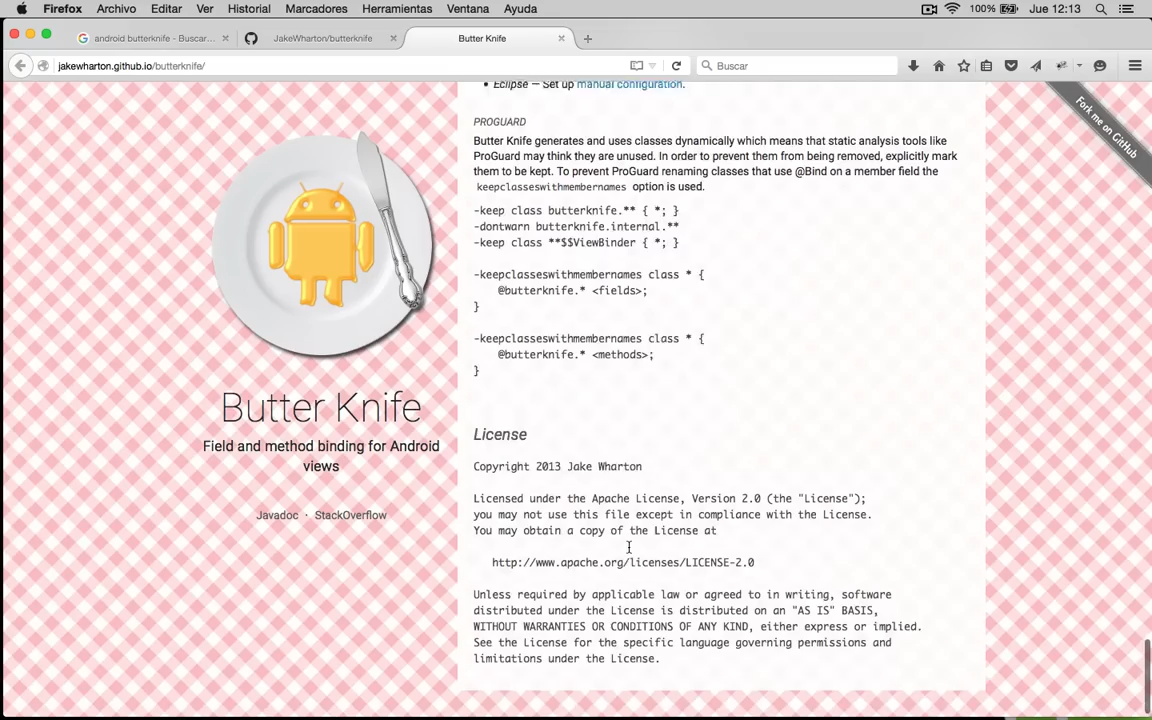 Firefox Archivo Editar Ver Historial Marcadores Herramientas Ventana Ayuda 100% Jue 12:13
android butterknife - Buscar... JakeWharton/butterknife Butter Knife
jakewharton.github.io/butterknife/ Buscar
Fork me on GitHub
• Eclipse — Set up manual configuration.
PROGUARD
Butter Knife generates and uses classes dynamically which means that static analysis tools like
ProGuard may think they are unused. In order to prevent them from being removed, explicitly mark
them to be kept. To prevent ProGuard renaming classes that use @Bind on a member field the
keepclasseswithmembernames option is used.
-keep class butterknife.** { *; }
-dontwarn butterknife.internal.**
-keep class **$$ViewBinder { *; }
-keepclasseswithmembernames class * {
@butterknife.* <fields>;
}
-keepclasseswithmembernames class * {
@butterknife.* <methods>;
}
Butter Knife
Field and method binding for Android
views
Javadoc · StackOverflow
License
Copyright 2013 Jake Wharton
Licensed under the Apache License, Version 2.0 (the "License");
you may not use this file except in compliance with the License.
You may obtain a copy of the License at
http://www.apache.org/licenses/LICENSE-2.0
Unless required by applicable law or agreed to in writing, software
distributed under the License is distributed on an "AS IS" BASIS,
WITHOUT WARRANTIES OR CONDITIONS OF ANY KIND, either express or implied.
See the License for the specific language governing permissions and
limitations under the License.